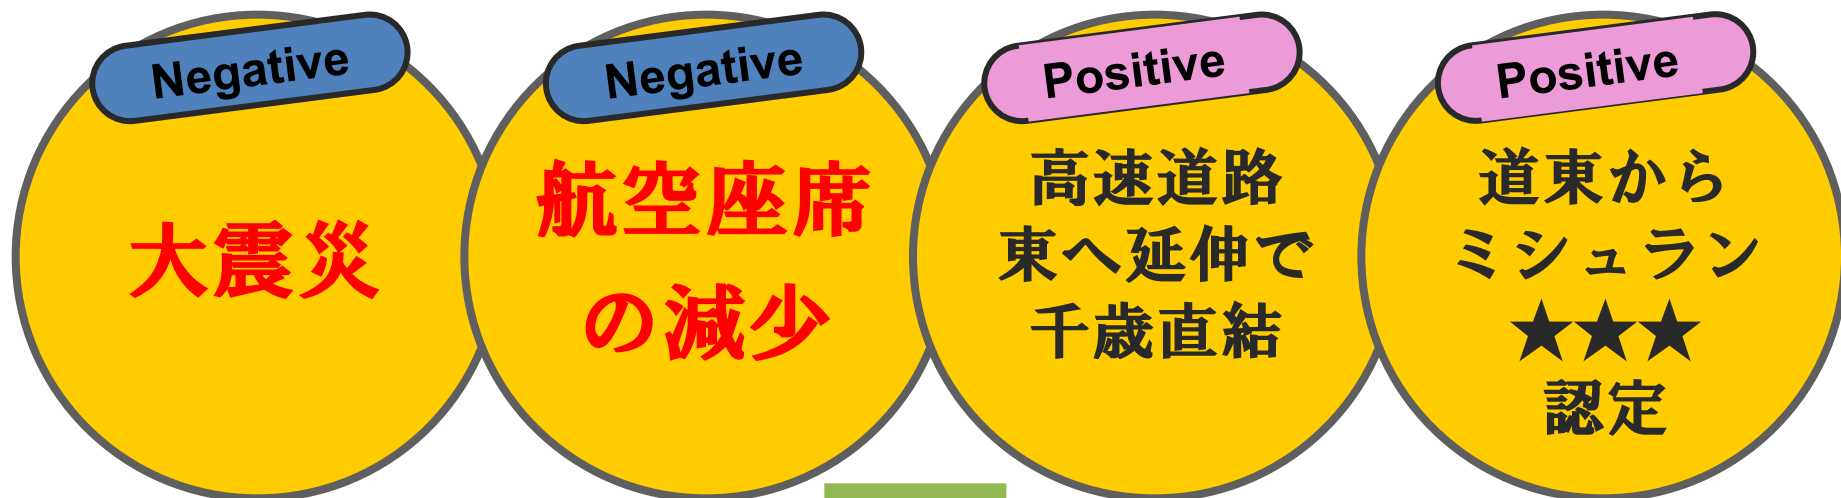 Negative
大震災
Negative
航空座席
の減少
Positive
高速道路
東へ延伸で
千歳直結
Positive
道東から
ミシュラン
★★★
認定